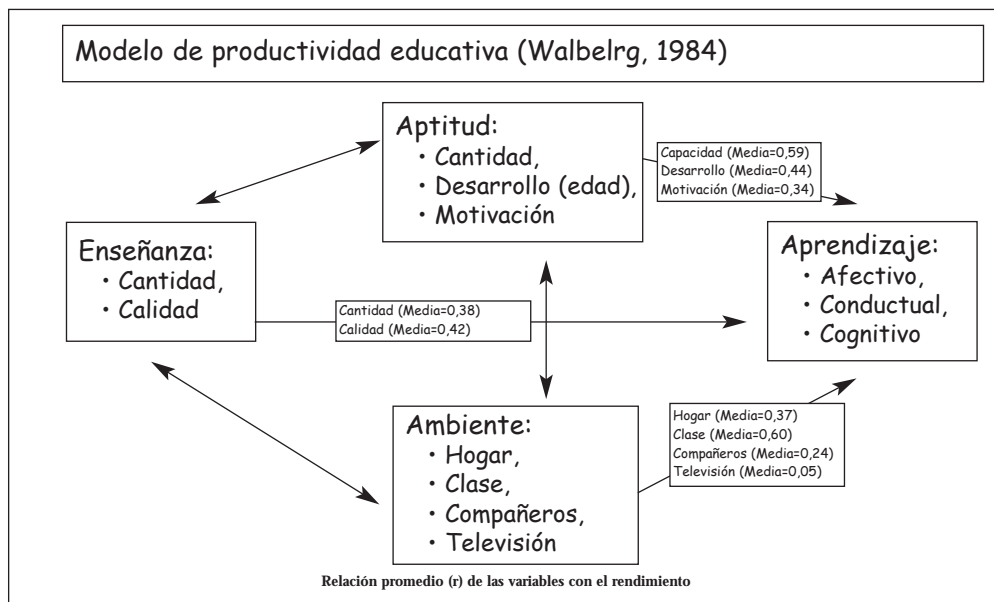 Modelo de productividad educativa (Walbelrg, 1984)
Aptitud:
• Cantidad,
• Desarrollo (edad),
• Motivación
Capacidad (Media=0,59)
Desarrollo (Media=0,44)
Motivación (Media=0,34)
Enseñanza:
• Cantidad,
• Calidad
Cantidad (Media=0,38)
Calidad (Media=0,42)
Aprendizaje:
• Afectivo,
• Conductual,
• Cognitivo
Ambiente:
• Hogar,
• Clase,
• Compañeros,
• Televisión
Hogar (Media=0,37)
Clase (Media=0,60)
Compañeros (Media=0,24)
Televisión (Media=0,05)
Relación promedio (r) de las variables con el rendimiento